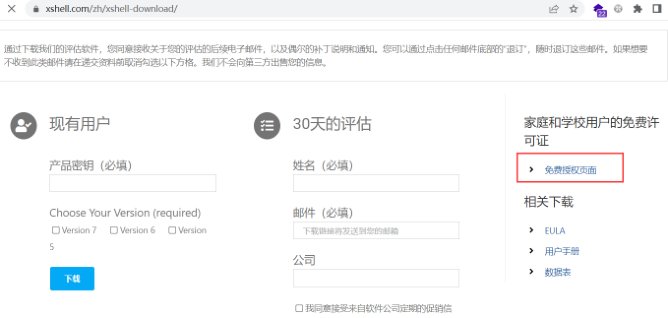 xshell.com/zh/xshell-download/
22
通过下载我们的评估软件，您同意接收关于您的评估的后续电子邮件，以及偶尔的补丁说明和通知。您可以通过点击任何邮件底部的"退订"，随时退订这些邮件。如果想要
不收到此类邮件请在递交资料前取消勾选以下方格。我们不会向第三方出售您的信息。
现有用户
产品密钥（必填）
Choose Your Version (required)
Version 7 Version 6 Version
5
下载
30天的评估
姓名（必填）
邮件（必填）
下载链接将发送到您的邮箱
公司
我同意接受来自软件公司定期的促销信
家庭和学校用户的免费许
可证
免费授权页面
相关下载
EULA
用户手册
数据表